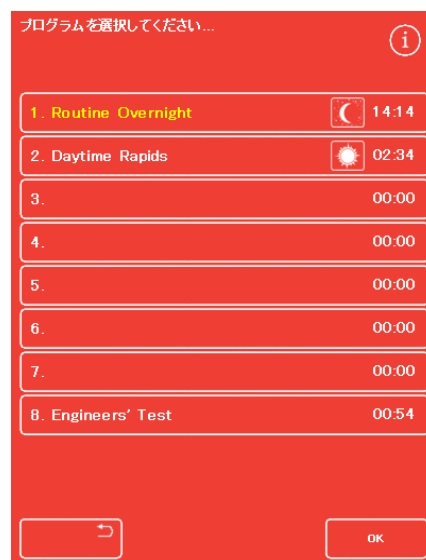 プログラムを選択してください...
i
1. Routine Overnight 14:14
2. Daytime Rapids 02:34
3. 00:00
4. 00:00
5. 00:00
6. 00:00
7. 00:00
8. Engineers' Test 00:54
OK